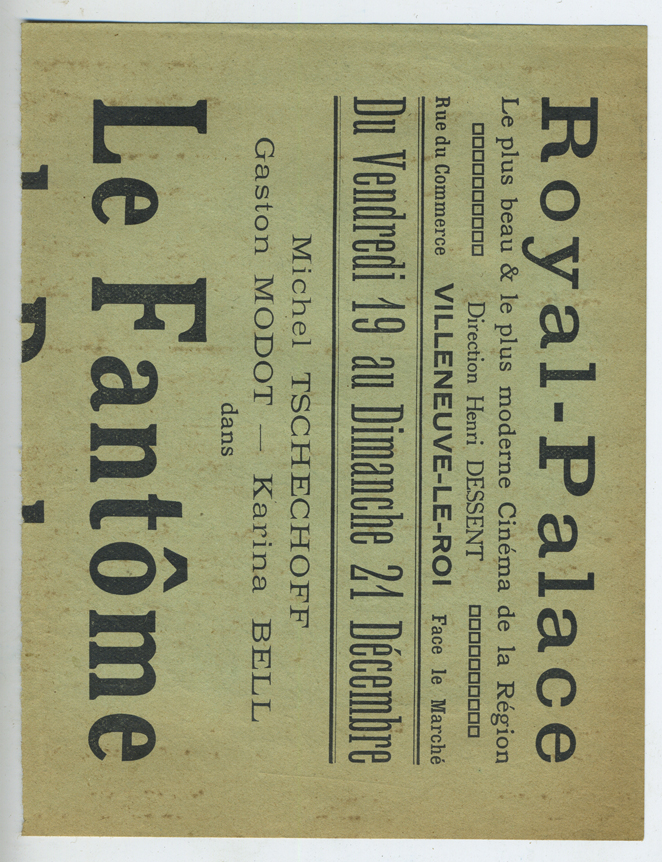 Royal-Palace
Le plus beau & le plus moderne Cinéma de la Région
Direction Henri DESSENT
Rue du Commerce VILLENEUVE-LE-ROI Face le Marché
Du Vendredi 19 au Dimanche 21 Décembre
Michel TSCHECHOFF
Gaston MODOT — Karina BELL
dans
Le Fantôme